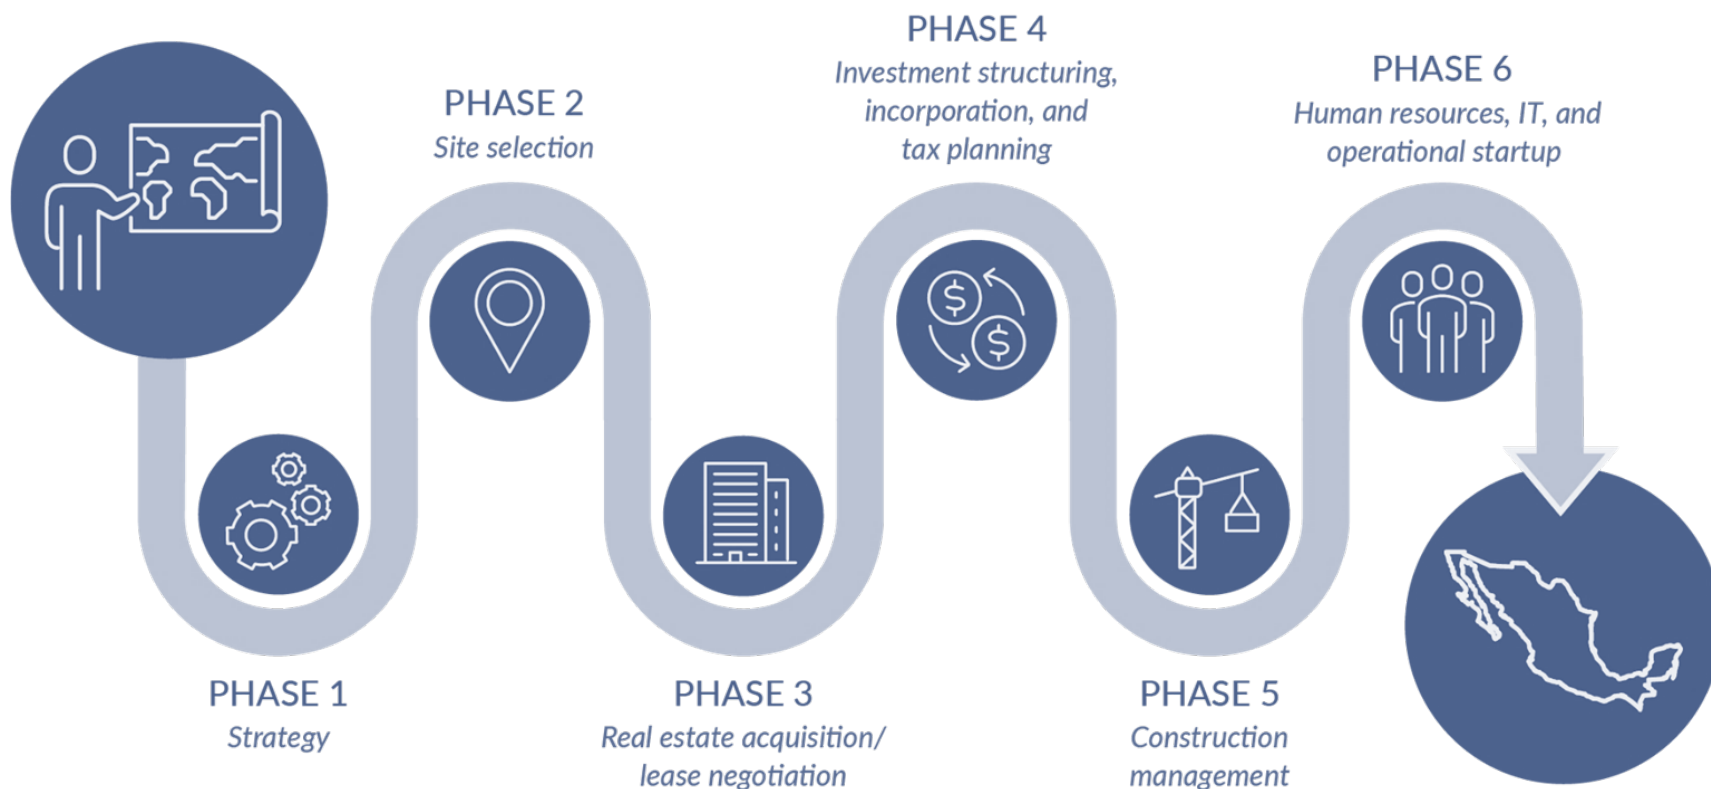 PHASE 1
Strategy
PHASE 2
Site selection
PHASE 3
Real estate acquisition/
lease negotiation
PHASE 4
Investment structuring,
incorporation, and
tax planning
PHASE 5
Construction
management
PHASE 6
Human resources, IT, and
operational startup
$
$